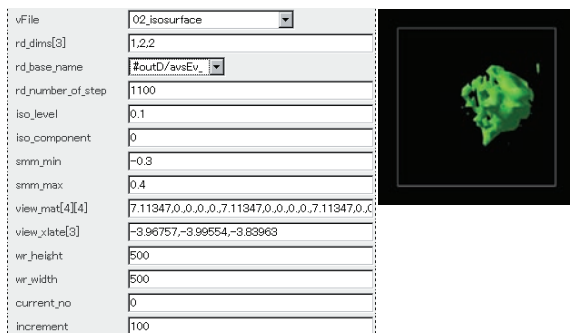 vFile 02_isosurface
rd_dims[3] 1,2,2
rd_base_name #outD/avsEv_
rd_number_of_step 1100
iso_level 0.1
iso_component 0
smm_min -0.3
smm_max 0.4
view_mat[4][4] 7.11347,0.,0.,0.,0.,7.11347,0.,0.,0.,0.,7.11347,0.,0
view_xlate[3] -3.96757,-3.99554,-3.83963
wr_height 500
wr_width 500
current_no 0
increment 100